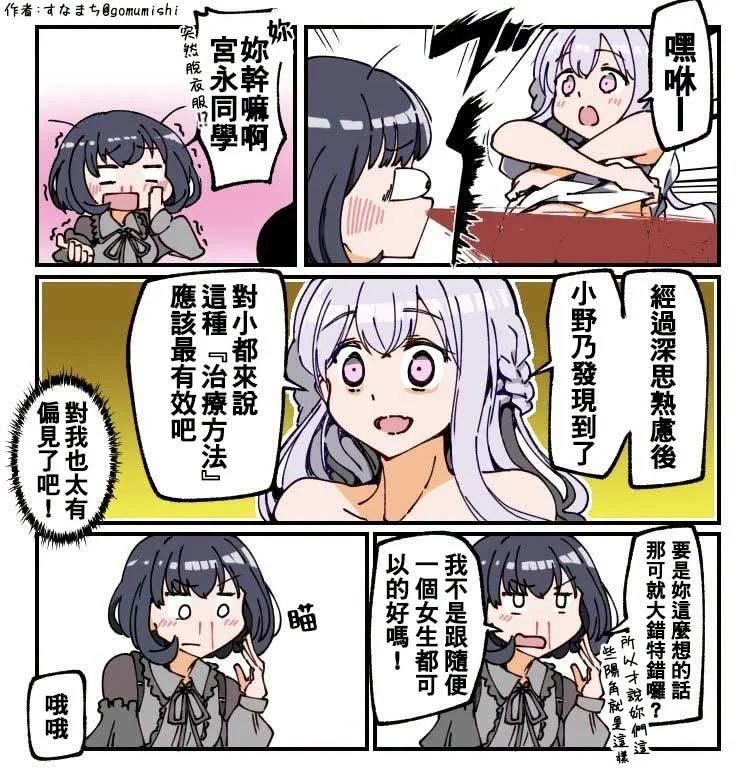 作者:すなまち@gomumishi
嘿咻ー
妳
妳幹嘛啊
宮永同學
突然脫衣服!?
經過深思熟慮後
小野乃發現到了
對小都來說
這種『治療方法』
應該最有效吧
對我也太有
偏見了吧!
要是妳這麼想的話
那可就大錯特錯囉?
所以才說妳們這
些陽角就是這樣
我不是跟隨便
一個女生都可
以的好嗎!
瞄
哦哦